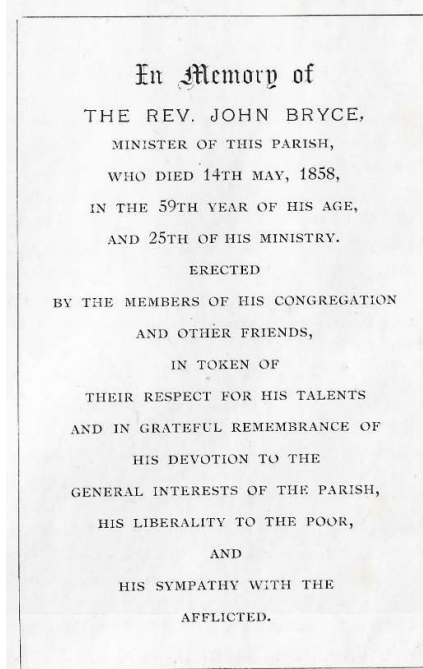 In Memory of
THE REV. JOHN BRYCE,
MINISTER OF THIS PARISH,
WHO DIED 14TH MAY, 1858,
IN THE 59TH YEAR OF HIS AGE,
AND 25TH OF HIS MINISTRY.
ERECTED
BY THE MEMBERS OF HIS CONGREGATION
AND OTHER FRIENDS,
IN TOKEN OF
THEIR RESPECT FOR HIS TALENTS
AND IN GRATEFUL REMEMBRANCE OF
HIS DEVOTION TO THE
GENERAL INTERESTS OF THE PARISH,
HIS LIBERALITY TO THE POOR,
AND
HIS SYMPATHY WITH THE
AFFLICTED.